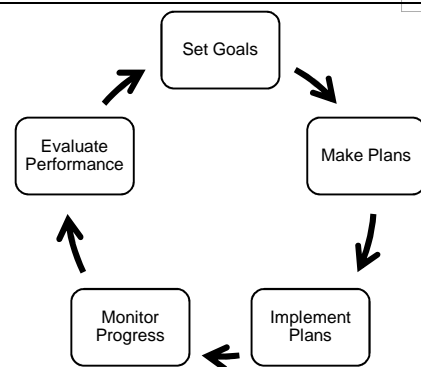 Set Goals
Make Plans
Implement
Plans
Monitor
Progress
Evaluate
Performance